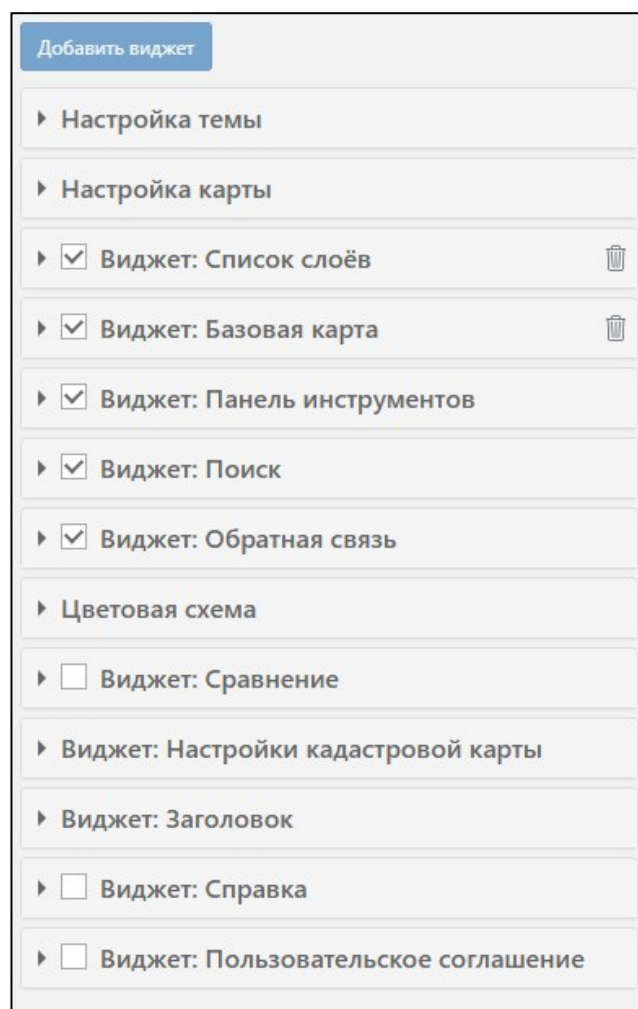 Добавить виджет
Настройка темы
Настройка карты
Виджет: Список слоёв
Виджет: Базовая карта
Виджет: Панель инструментов
Виджет: Поиск
Виджет: Обратная связь
Цветовая схема
Виджет: Сравнение
Виджет: Настройки кадастровой карты
Виджет: Заголовок
Виджет: Справка
Виджет: Пользовательское соглашение